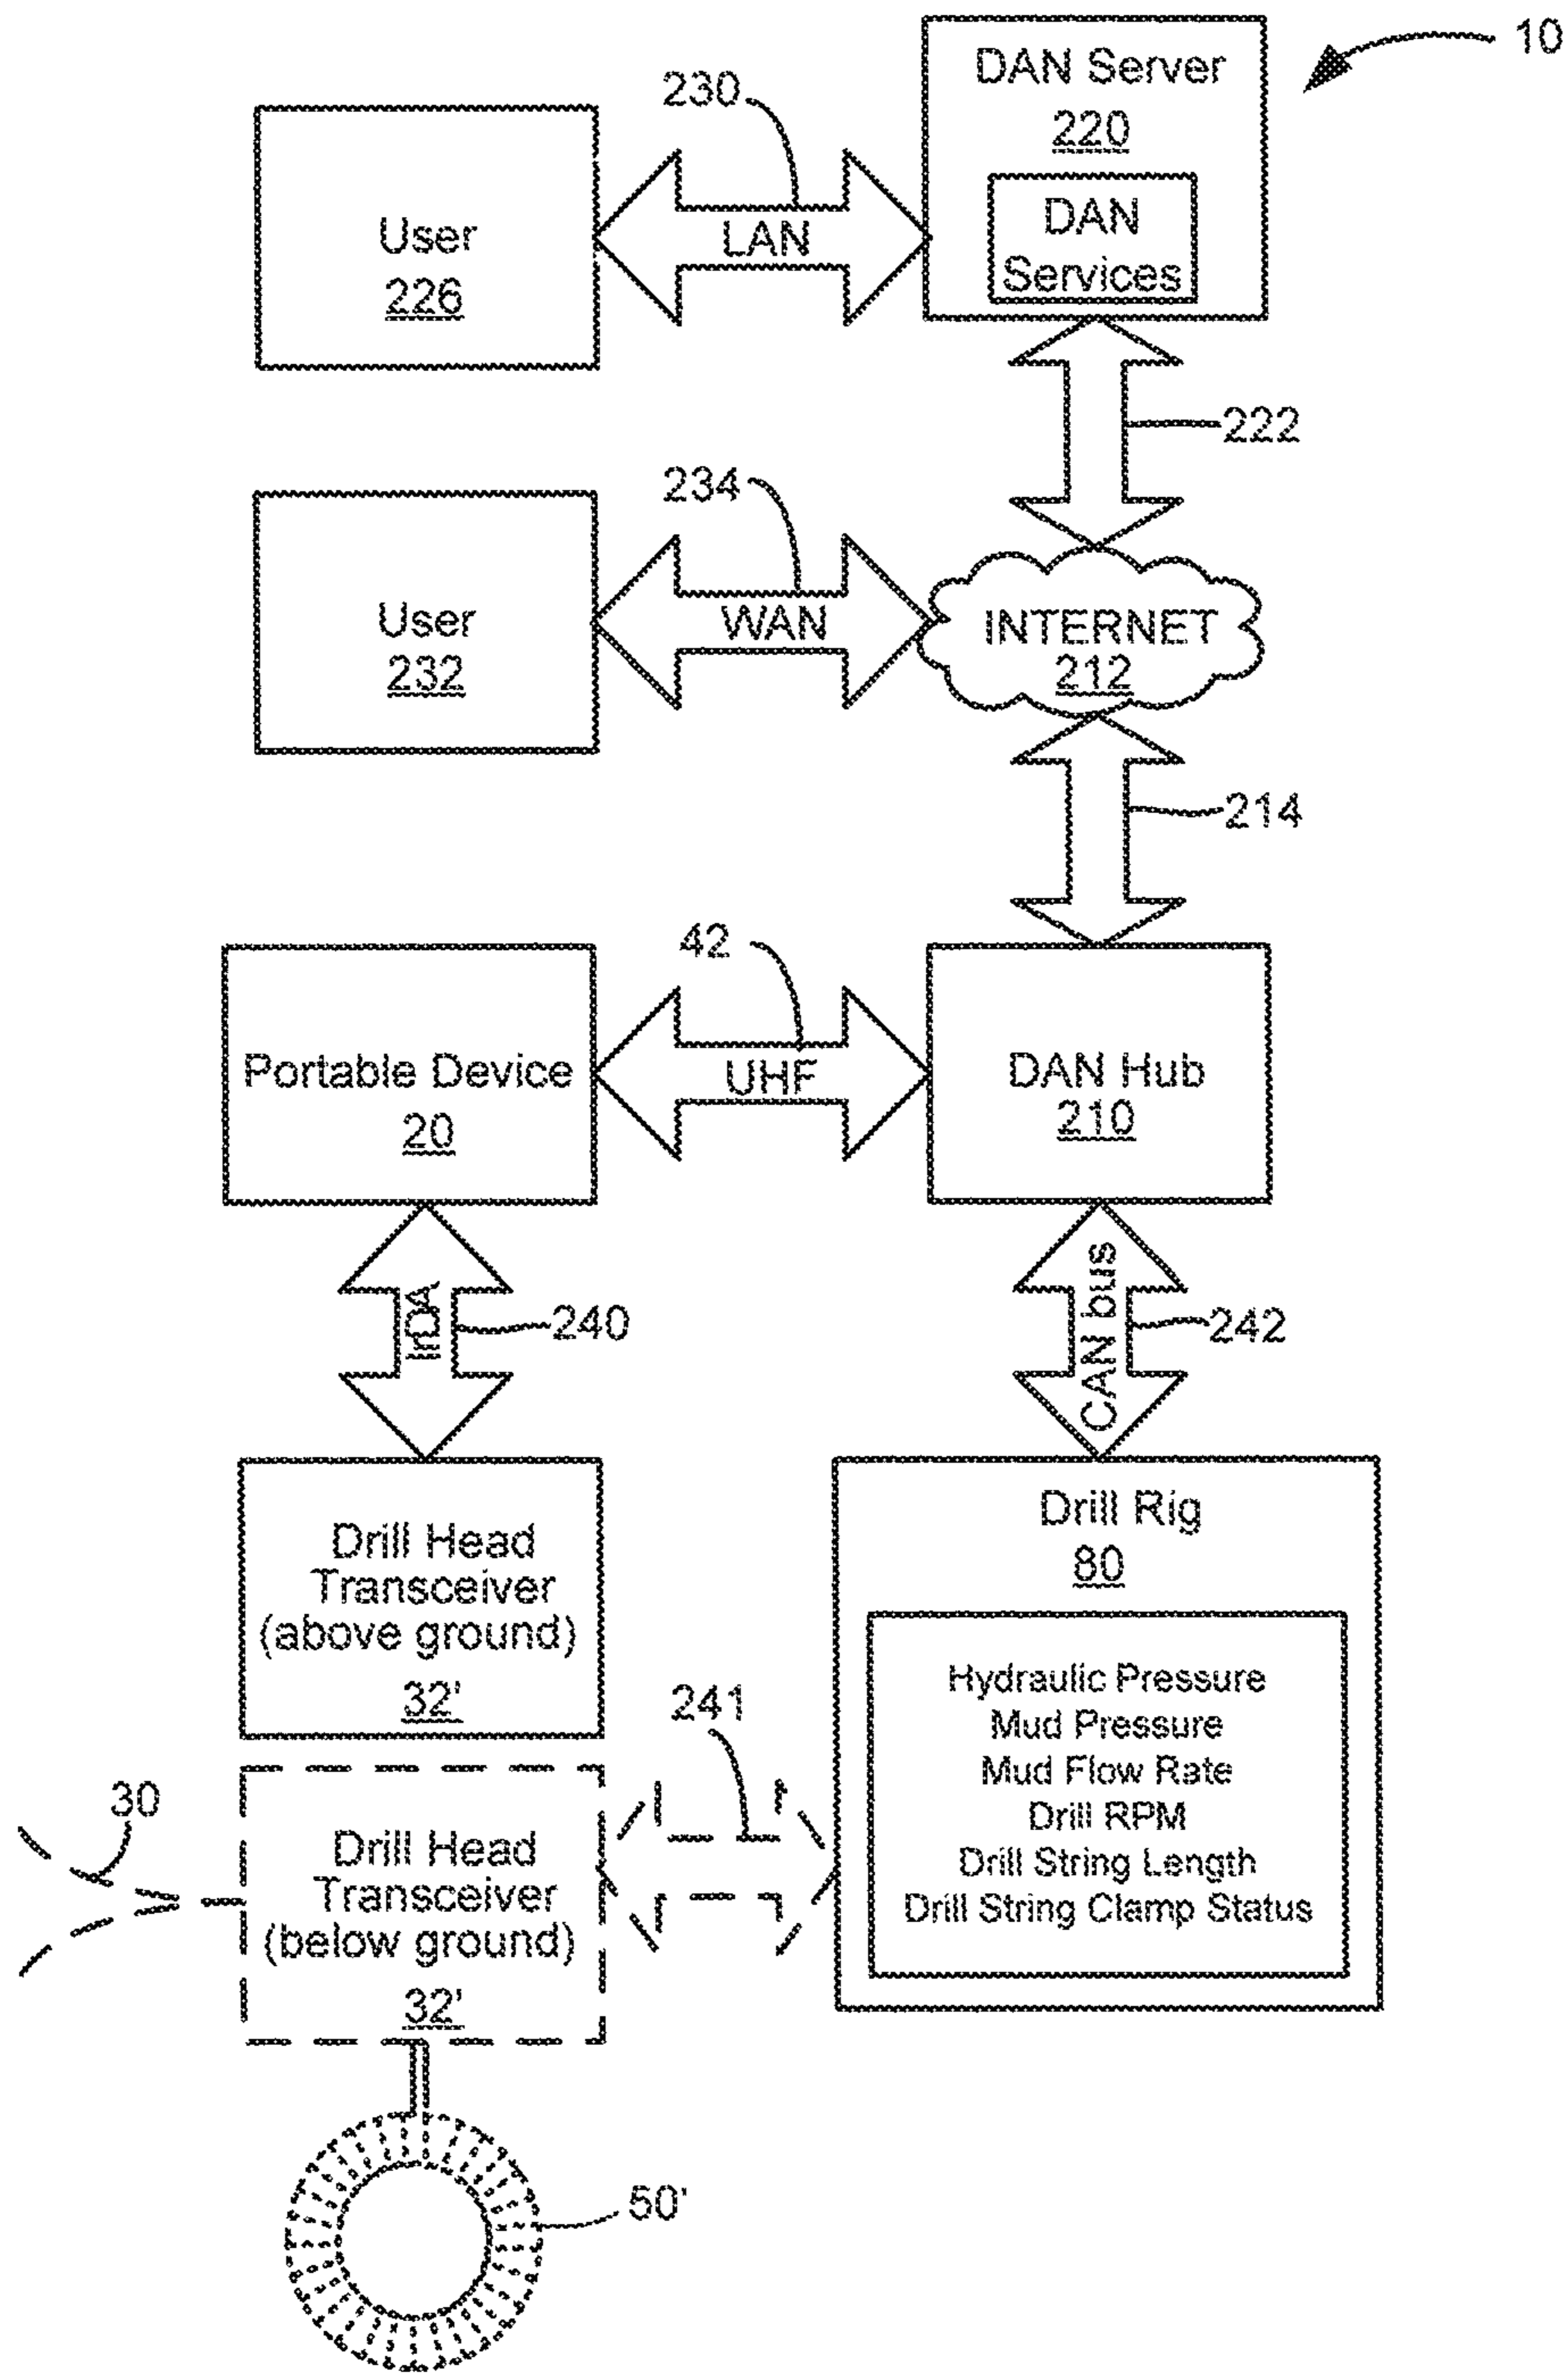 10
DAN Server
220
DAN
Services
230
LAN
User
226
222
234
WAN
User
232
INTERNET
212
214
42
UHF
Portable Device
20
DAN Hub
210
IrDA
240
CAN bus
242
Drill Head
Transceiver
(above ground)
32'
Drill Rig
80
Hydraulic Pressure
Mud Pressure
Mud Flow Rate
Drill RPM
Drill String Length
Drill String Clamp Status
241
30
Drill Head
Transceiver
(below ground)
32'
50'